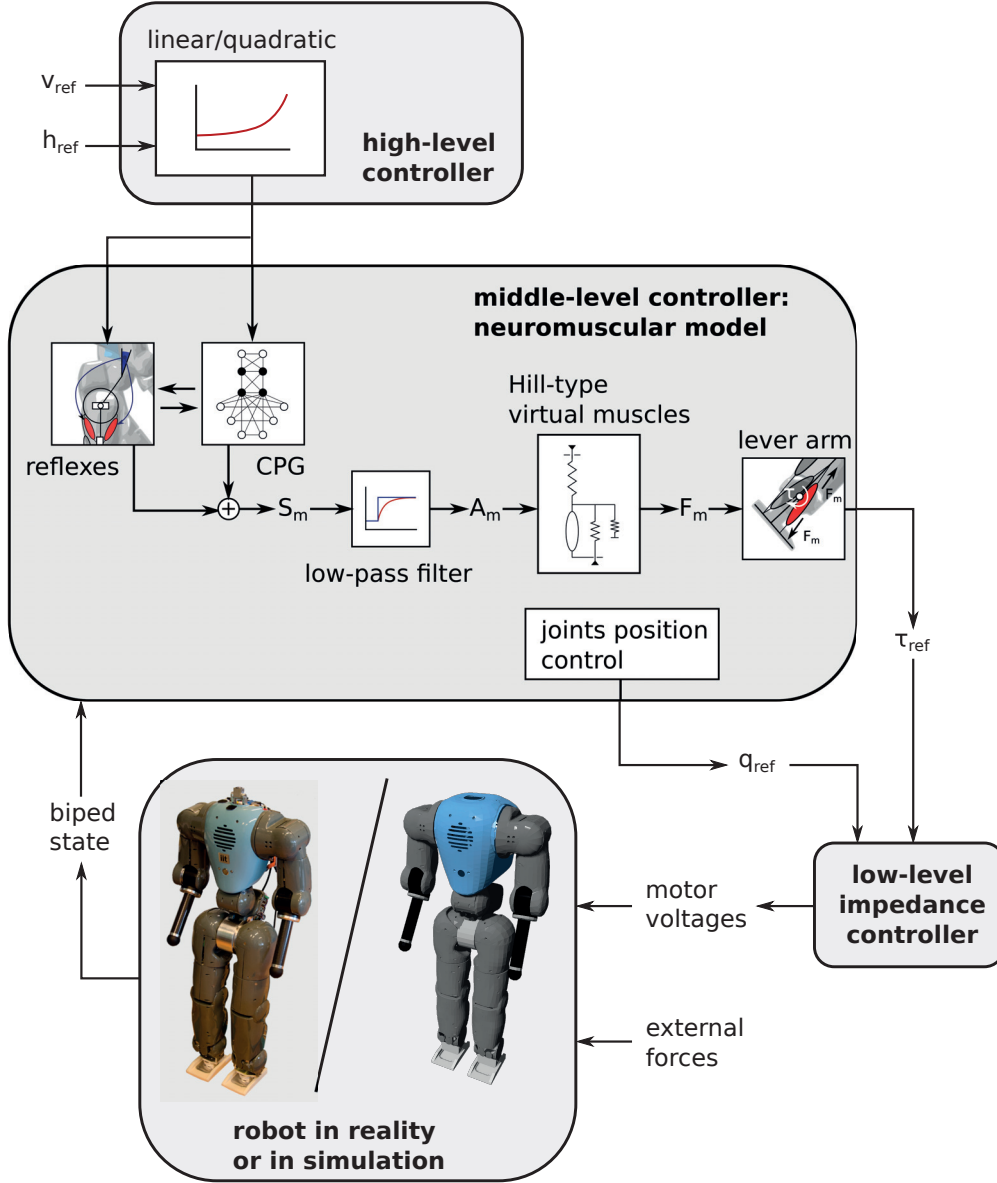 linear/quadratic
v_ref
h_ref
high-level
controller
middle-level controller:
neuromuscular model
Hill-type
virtual muscles
lever arm
reflexes
CPG
τ
F_m
F_m
+
S_m
A_m
F_m
low-pass filter
joints position
control
τ_ref
q_ref
biped
state
low-level
impedance
controller
motor
voltages
external
forces
robot in reality
or in simulation